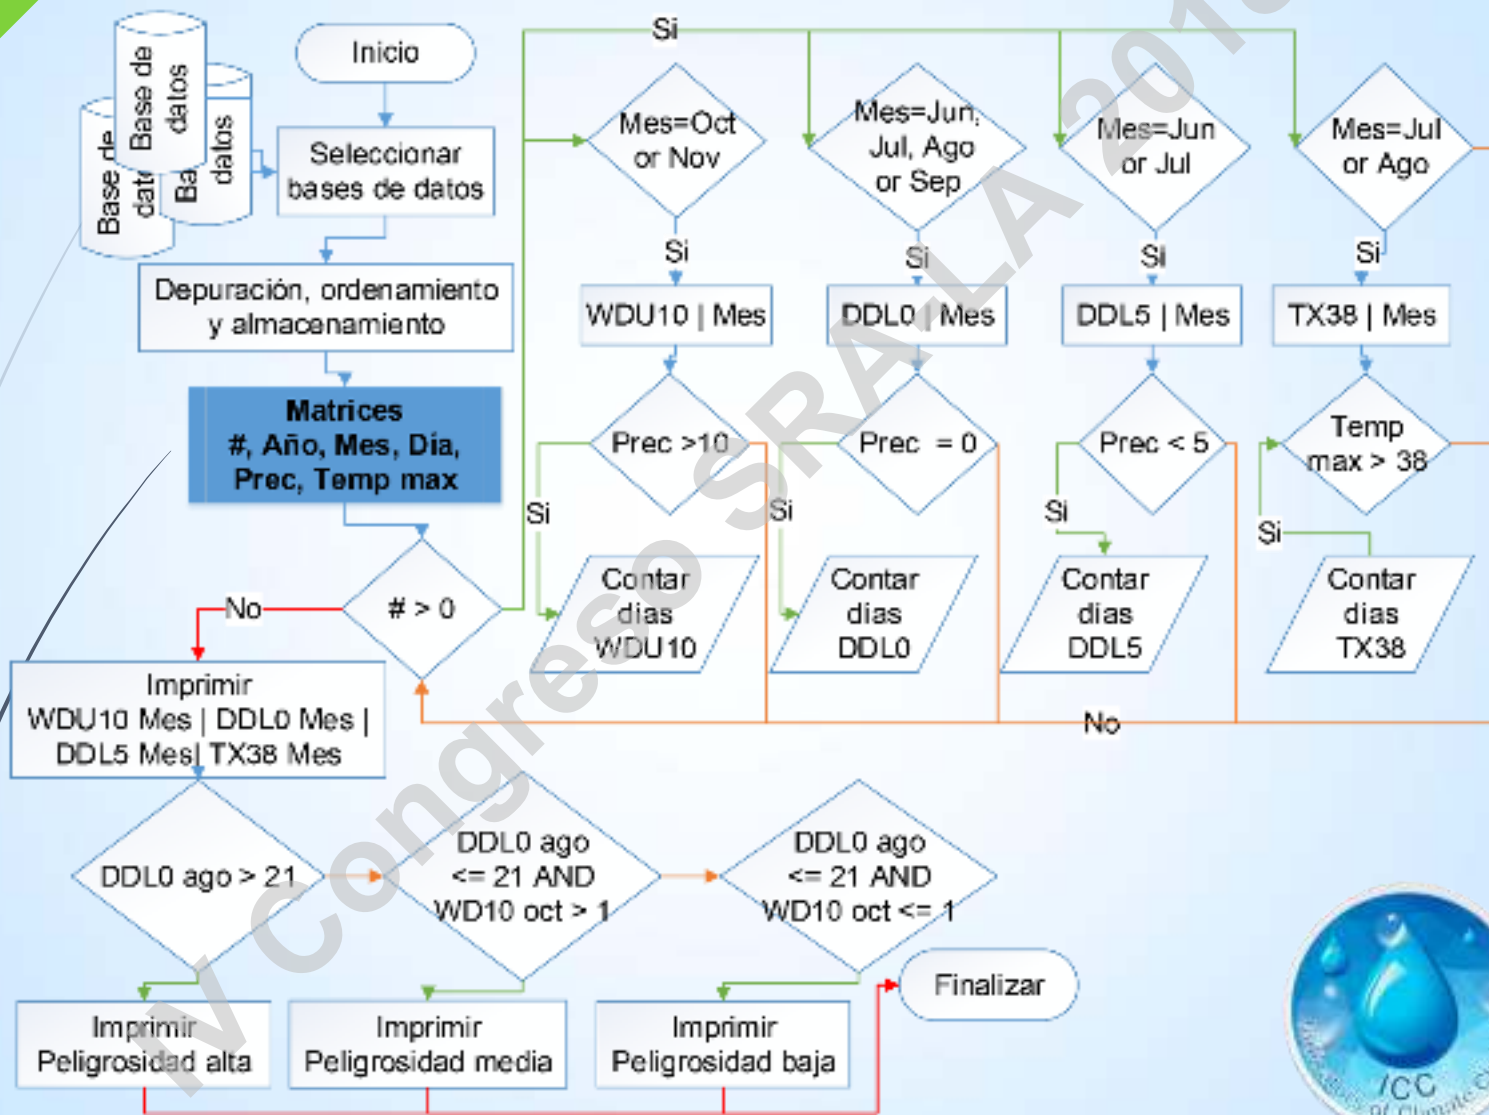 Inicio
Base de
datos
Base de
datos
Ba
datos
Seleccionar
bases de datos
Depuración, ordenamiento
y almacenamiento
Matrices
#, Año, Mes, Día,
Prec, Temp max
# > 0
No
Si
Mes=Oct
or Nov
Si
WDU10 | Mes
Prec >10
Si
Contar
dias
WDU10
Mes=Jun,
Jul, Ago
or Sep
Si
DDL0 | Mes
Prec = 0
Si
Contar
dias
DDL0
Mes=Jun
or Jul
Si
DDL5 | Mes
Prec < 5
Si
Contar
dias
DDL5
Mes=Jul
or Ago
Si
TX38 | Mes
Temp
max > 38
Si
Contar
dias
TX38
No
Imprimir
WDU10 Mes | DDL0 Mes |
DDL5 Mes| TX38 Mes
DDL0 ago > 21
DDL0 ago
<= 21 AND
WD10 oct > 1
DDL0 ago
<= 21 AND
WD10 oct <= 1
Imprimir
Peligrosidad alta
Imprimir
Peligrosidad media
Imprimir
Peligrosidad baja
Finalizar
IV Congreso SRA-LA
ICC